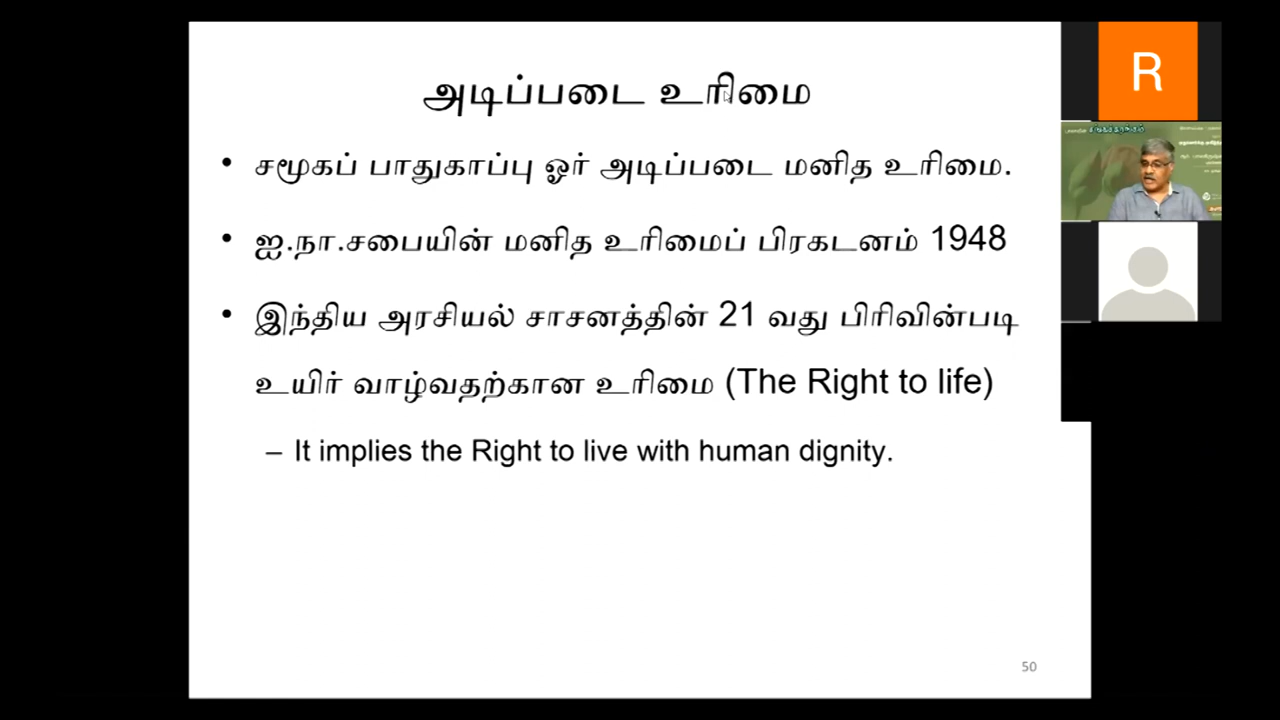 அடிப்படை உரிமை
• சமூகப் பாதுகாப்பு ஓர் அடிப்படை மனித உரிமை.
• ஐ.நா.சபையின் மனித உரிமைப் பிரகடனம் 1948
• இந்திய அரசியல் சாசனத்தின் 21 வது பிரிவின்படி
உயிர் வாழ்வதற்கான உரிமை (The Right to life)
– It implies the Right to live with human dignity.
50
R